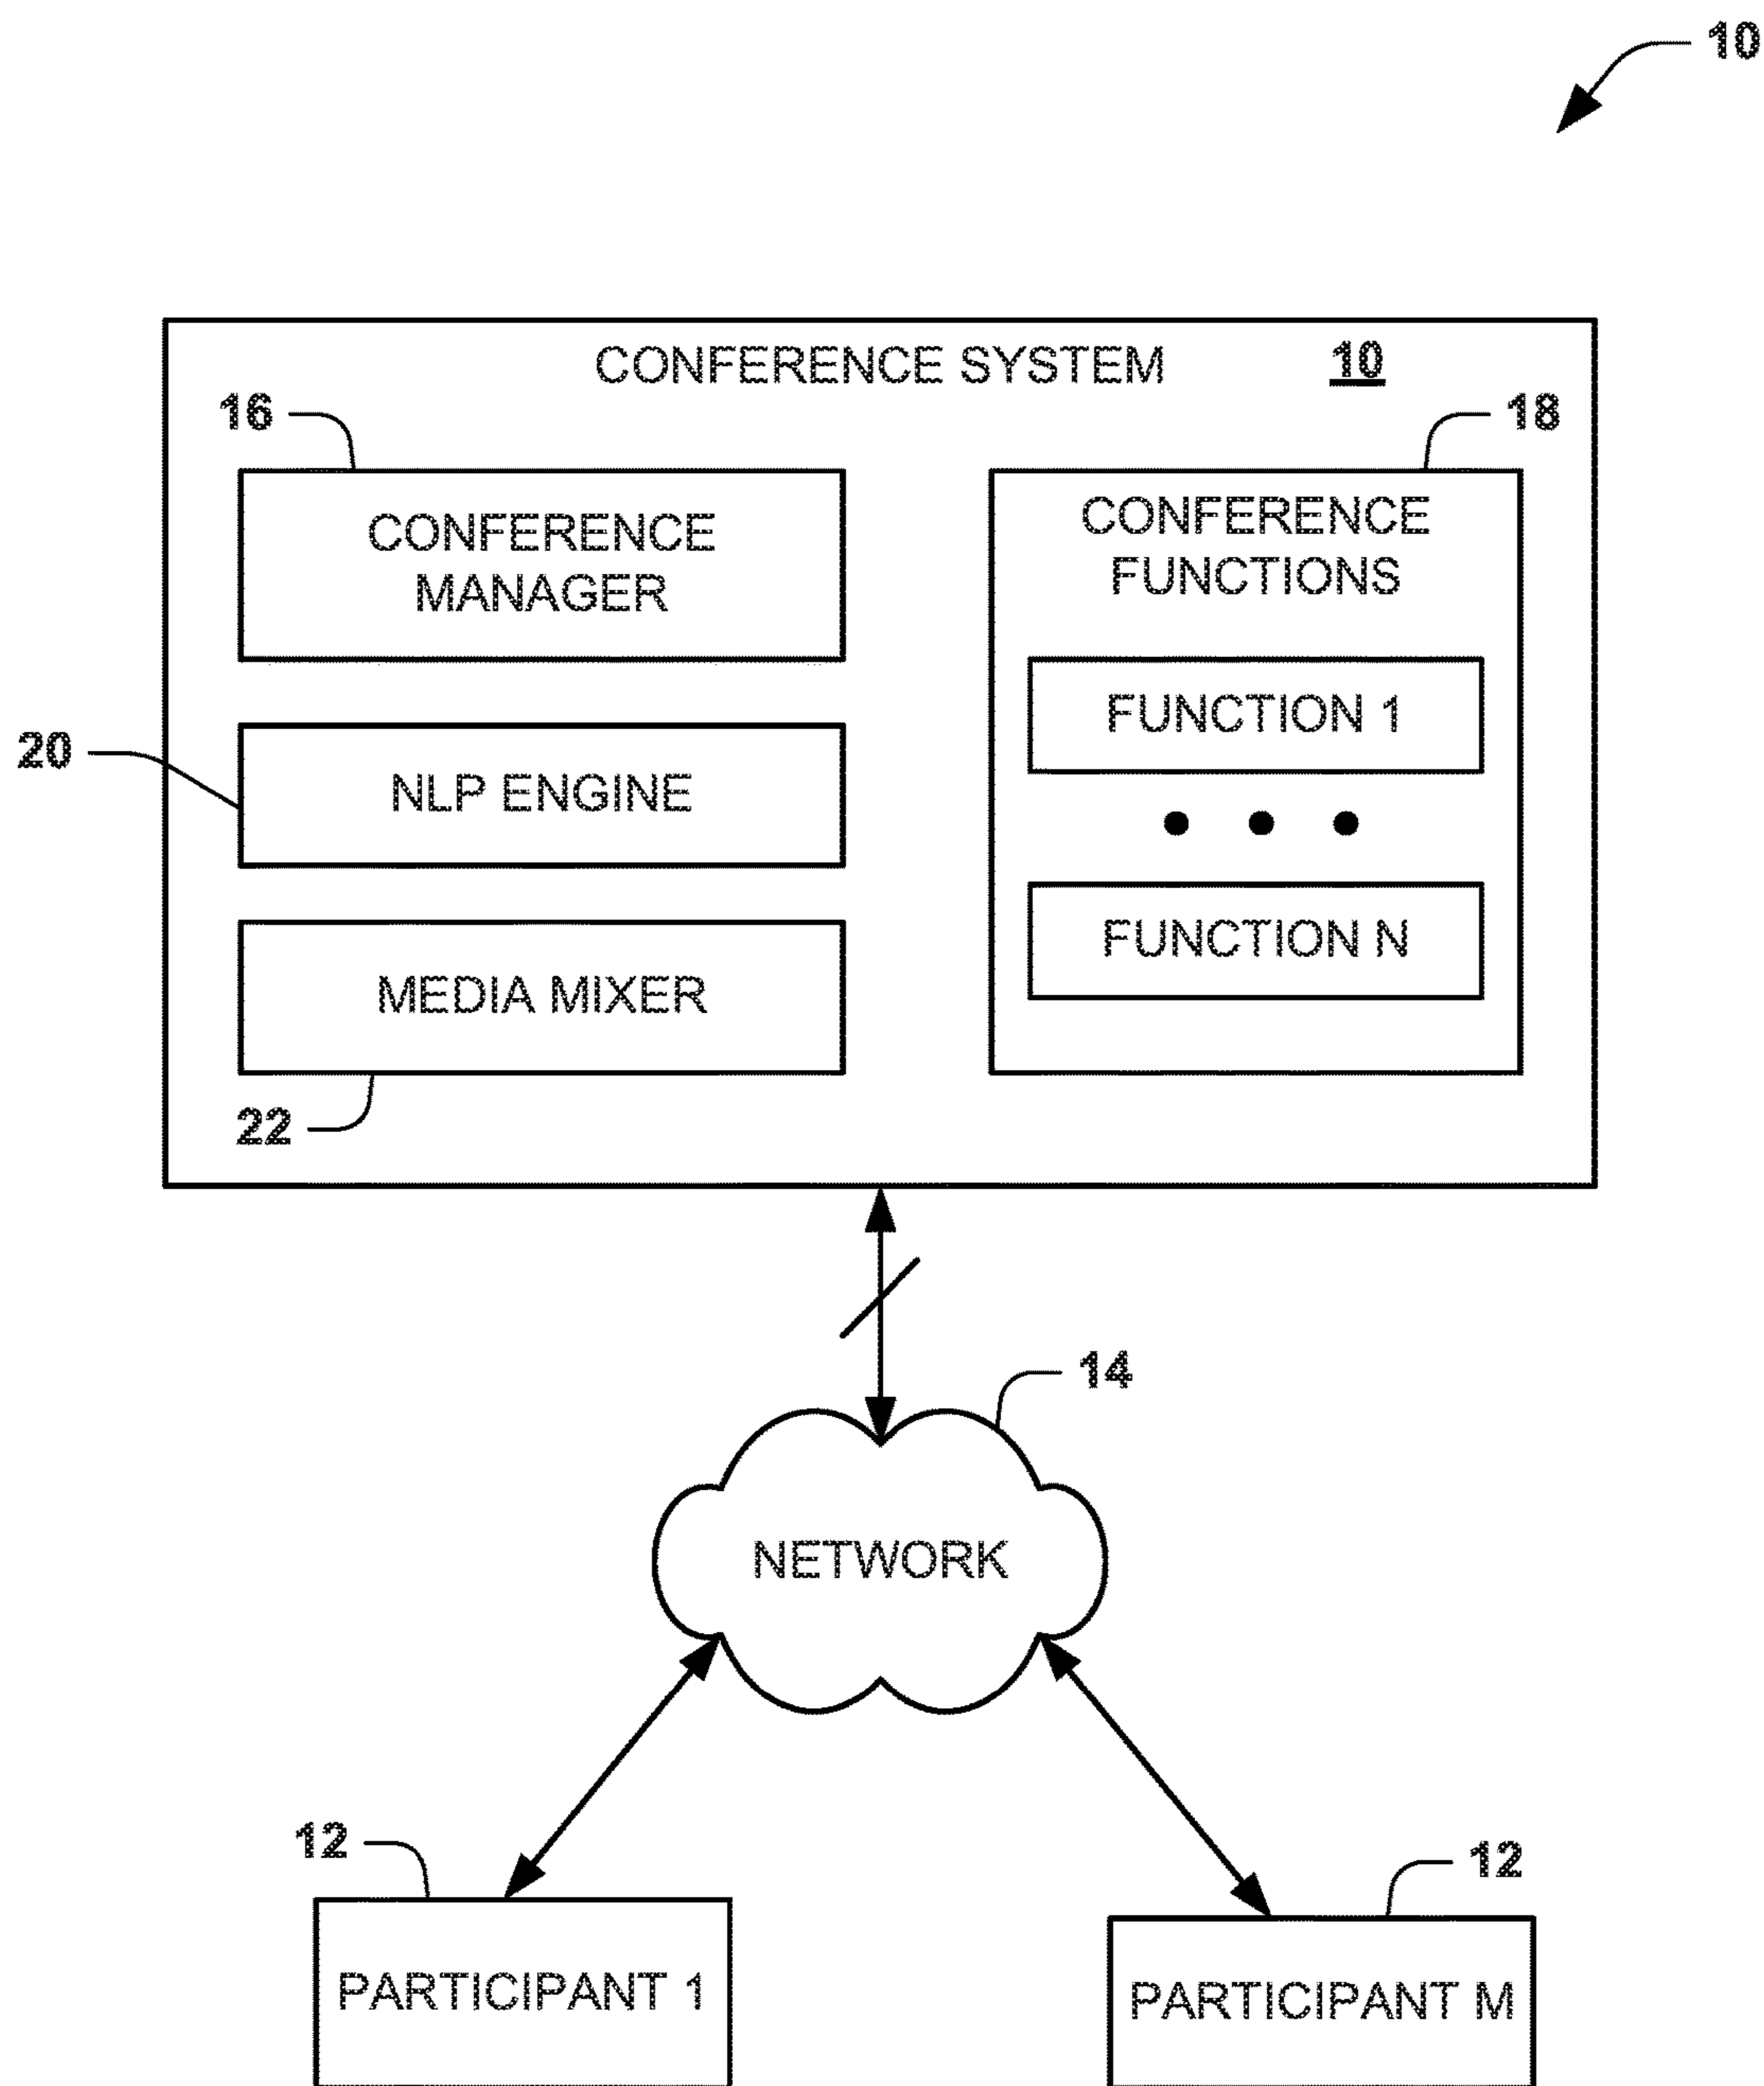 10
CONFERENCE SYSTEM 10
16
18
CONFERENCE
MANAGER
CONFERENCE
FUNCTIONS
FUNCTION 1
20
NLP ENGINE
FUNCTION N
MEDIA MIXER
22
14
NETWORK
12
12
PARTICIPANT 1
PARTICIPANT M